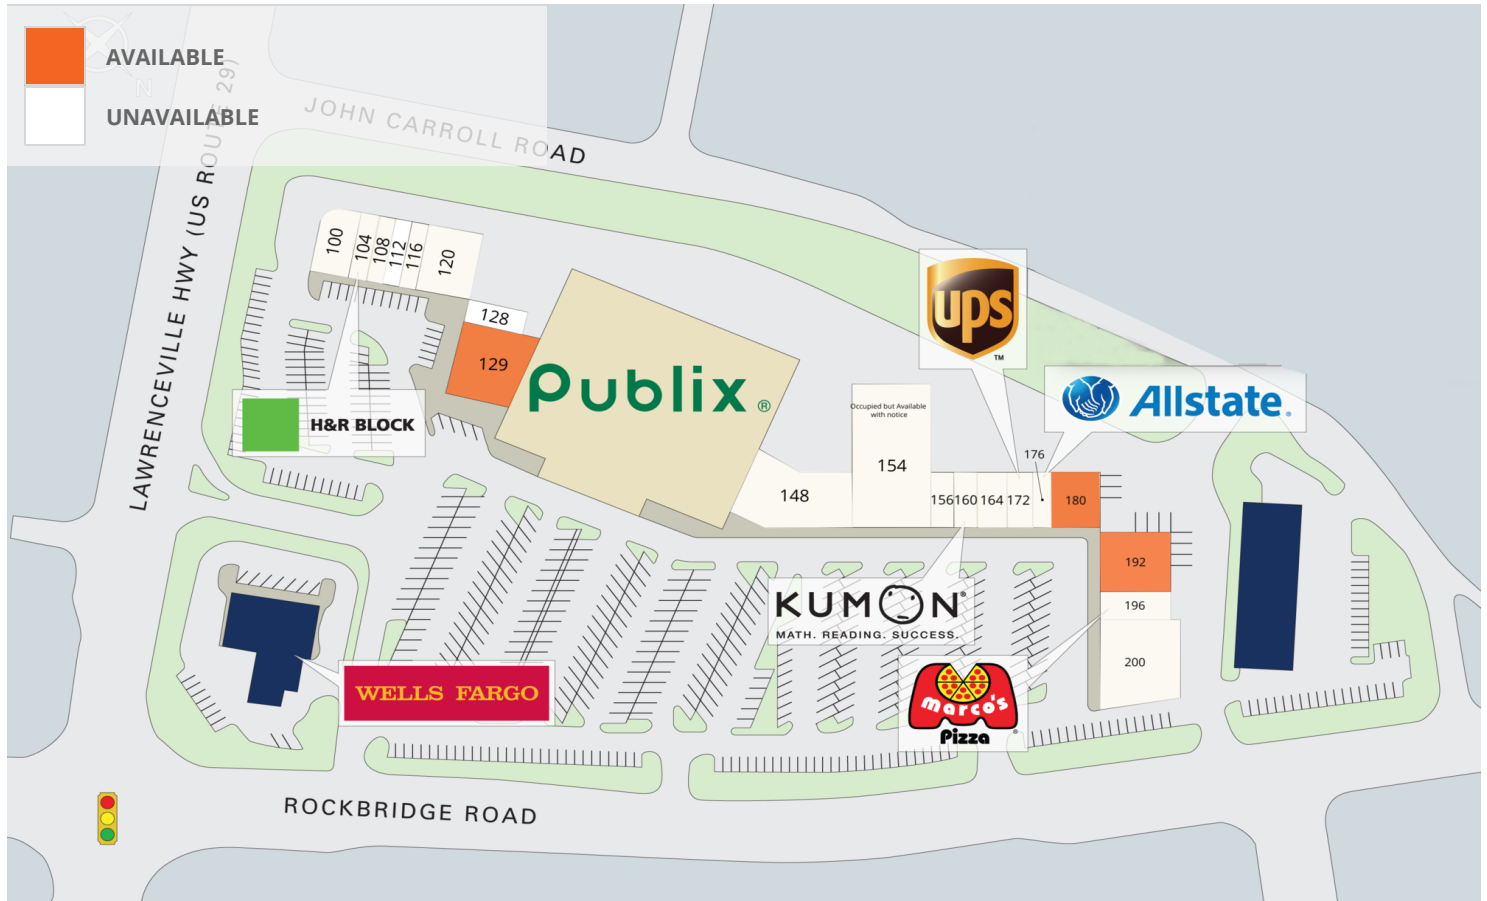 AVAILABLE
UNAVAILABLE
N
JOHN CARROLL ROAD
LAWRENCEVILLE HWY (US ROUTE 29)
100
104
108
112
116
120
128
129
Publix ®
H&R BLOCK
ups
TM
Allstate.
Occupied but Available
with notice
148
154
156
160
164
172
176
180
192
196
200
KUMON®
MATH. READING. SUCCESS.
marco's
Pizza ®
WELLS FARGO
ROCKBRIDGE ROAD